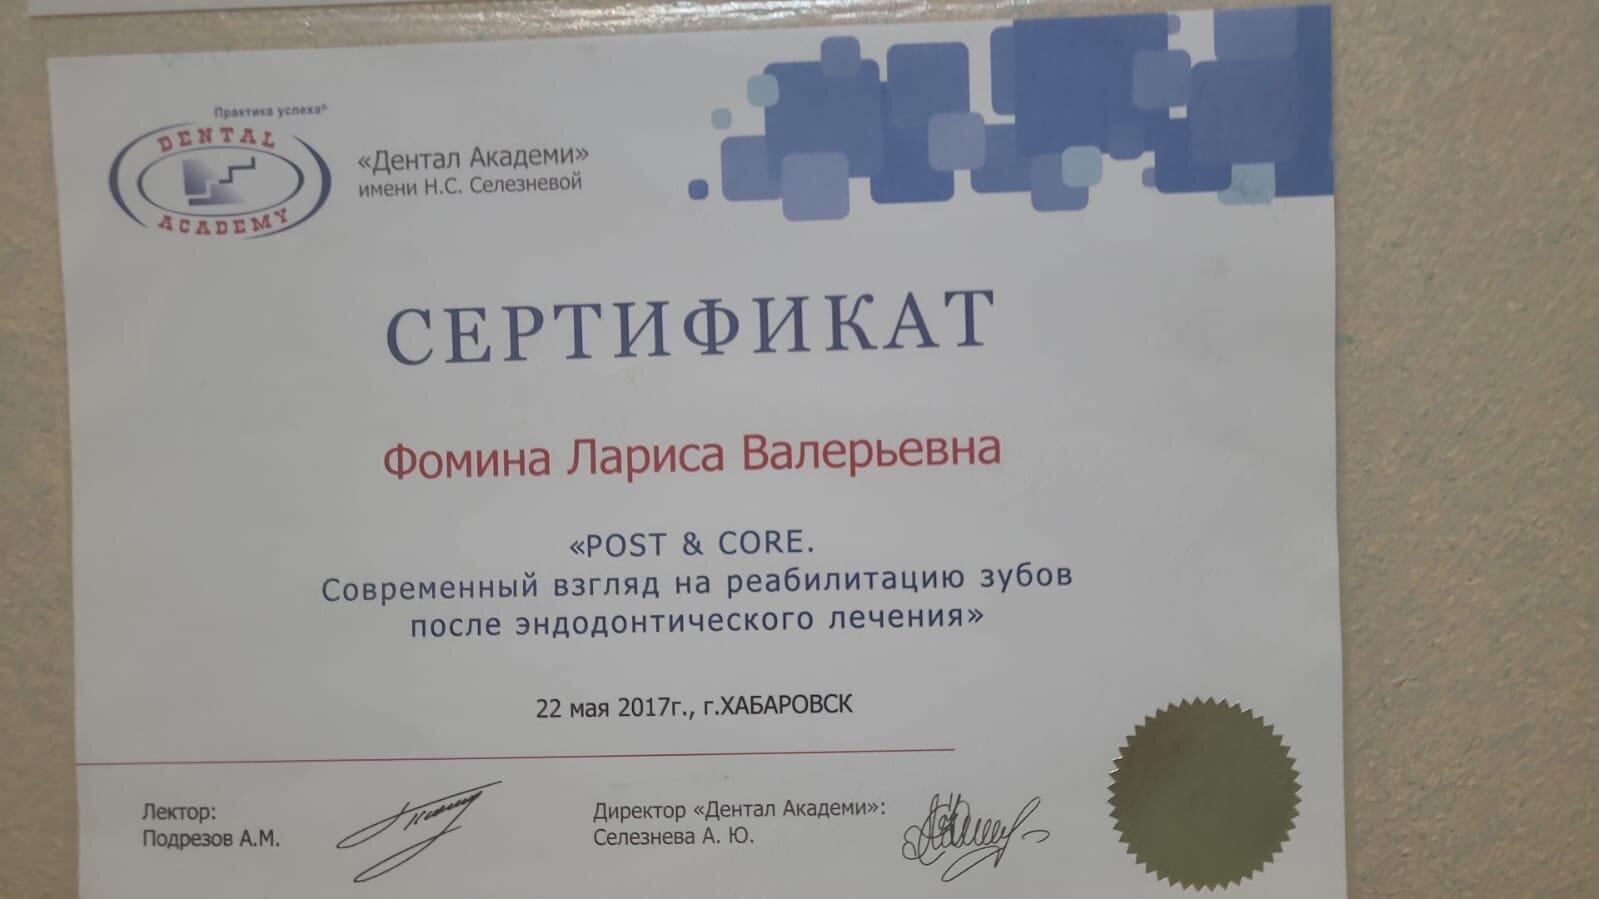 Практика успеха®
DENTAL
ACADEMY
«Дентал Академи»
имени Н.С. Селезневой
СЕРТИФИКАТ
Фомина Лариса Валерьевна
«POST & CORE.
Современный взгляд на реабилитацию зубов
после эндодонтического лечения»
22 мая 2017г., г.ХАБАРОВСК
Лектор:
Подрезов А.М.
Директор «Дентал Академи»:
Селезнева А. Ю.